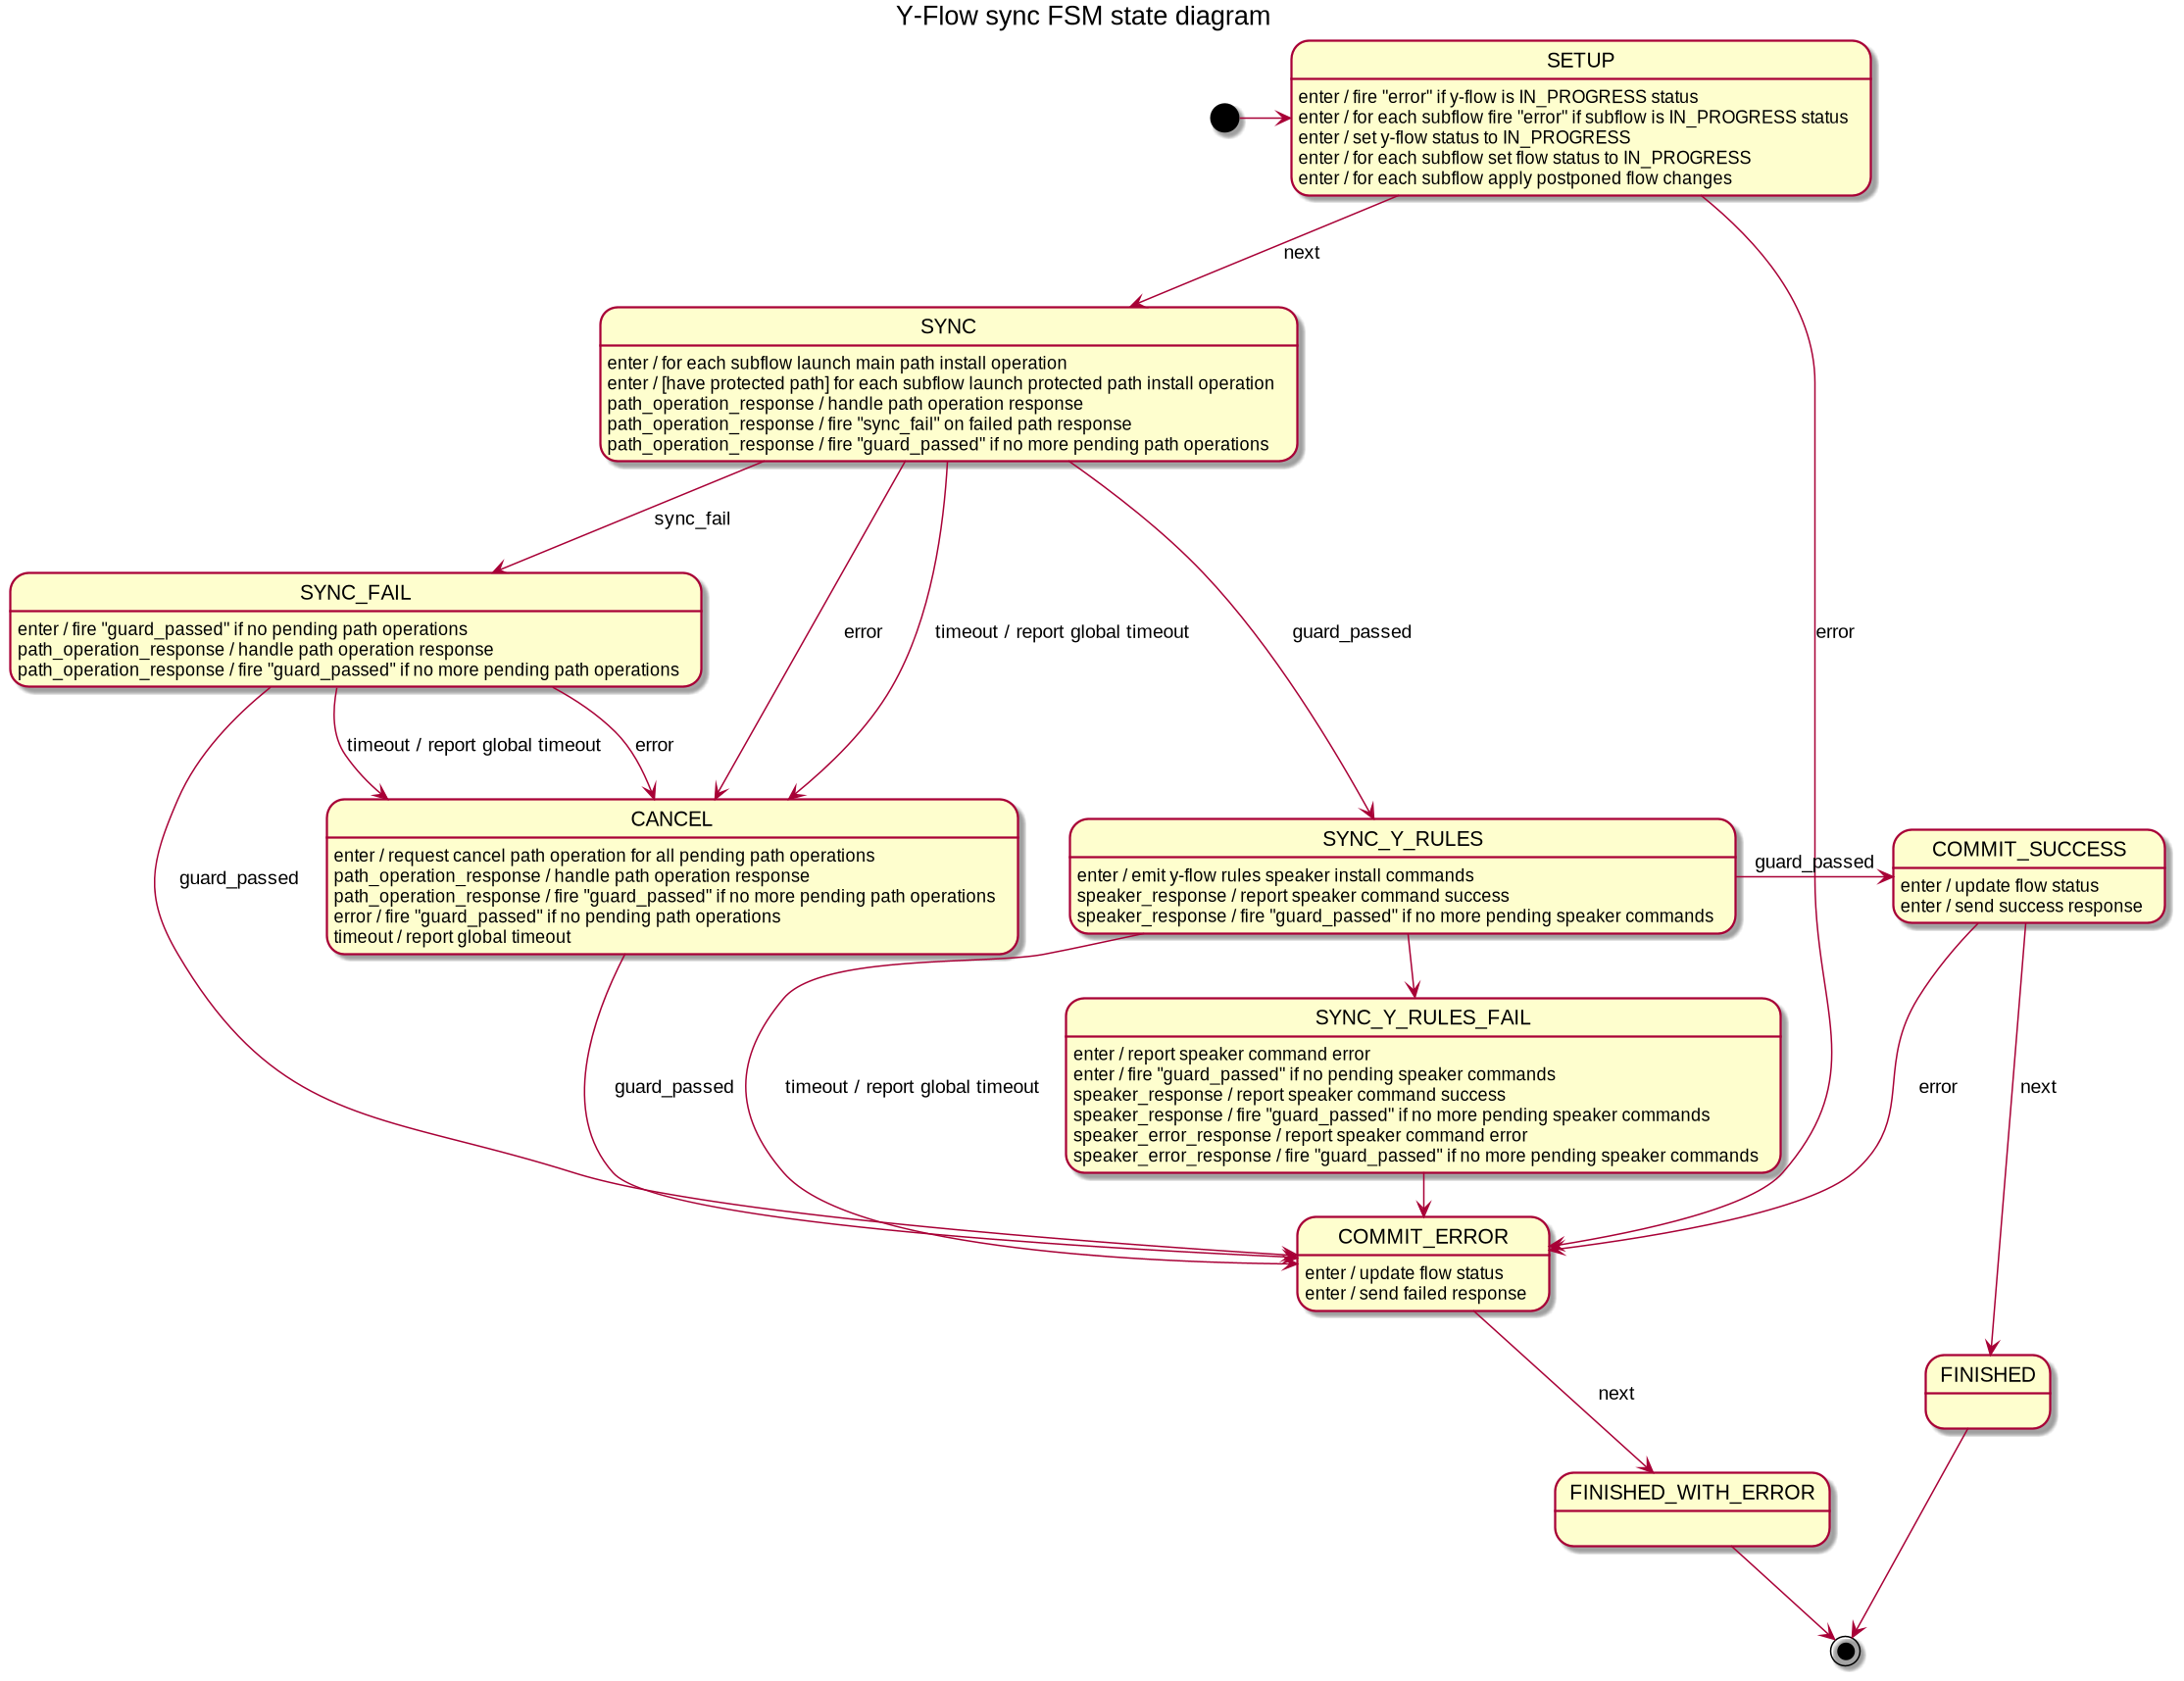 Y-Flow sync FSM state diagram
SETUP
enter / fire "error" if y-flow is IN_PROGRESS status
enter / for each subflow fire "error" if subflow is IN_PROGRESS status
enter / set y-flow status to IN_PROGRESS
enter / for each subflow set flow status to IN_PROGRESS
enter / for each subflow apply postponed flow changes
next
SYNC
enter / for each subflow launch main path install operation
enter / [have protected path] for each subflow launch protected path install operation
path_operation_response / handle path operation response
path_operation_response / fire "sync_fail" on failed path response
path_operation_response / fire "guard_passed" if no more pending path operations
sync_fail
error
timeout / report global timeout
guard_passed
error
SYNC_FAIL
enter / fire "guard_passed" if no pending path operations
path_operation_response / handle path operation response
path_operation_response / fire "guard_passed" if no more pending path operations
timeout / report global timeout
error
guard_passed
CANCEL
enter / request cancel path operation for all pending path operations
path_operation_response / handle path operation response
path_operation_response / fire "guard_passed" if no more pending path operations
error / fire "guard_passed" if no pending path operations
timeout / report global timeout
SYNC_Y_RULES
enter / emit y-flow rules speaker install commands
speaker_response / report speaker command success
speaker_response / fire "guard_passed" if no more pending speaker commands
guard_passed
COMMIT_SUCCESS
enter / update flow status
enter / send success response
guard_passed
timeout / report global timeout
SYNC_Y_RULES_FAIL
enter / report speaker command error
enter / fire "guard_passed" if no pending speaker commands
speaker_response / report speaker command success
speaker_response / fire "guard_passed" if no more pending speaker commands
speaker_error_response / report speaker command error
speaker_error_response / fire "guard_passed" if no more pending speaker commands
error
next
COMMIT_ERROR
enter / update flow status
enter / send failed response
next
FINISHED
FINISHED_WITH_ERROR